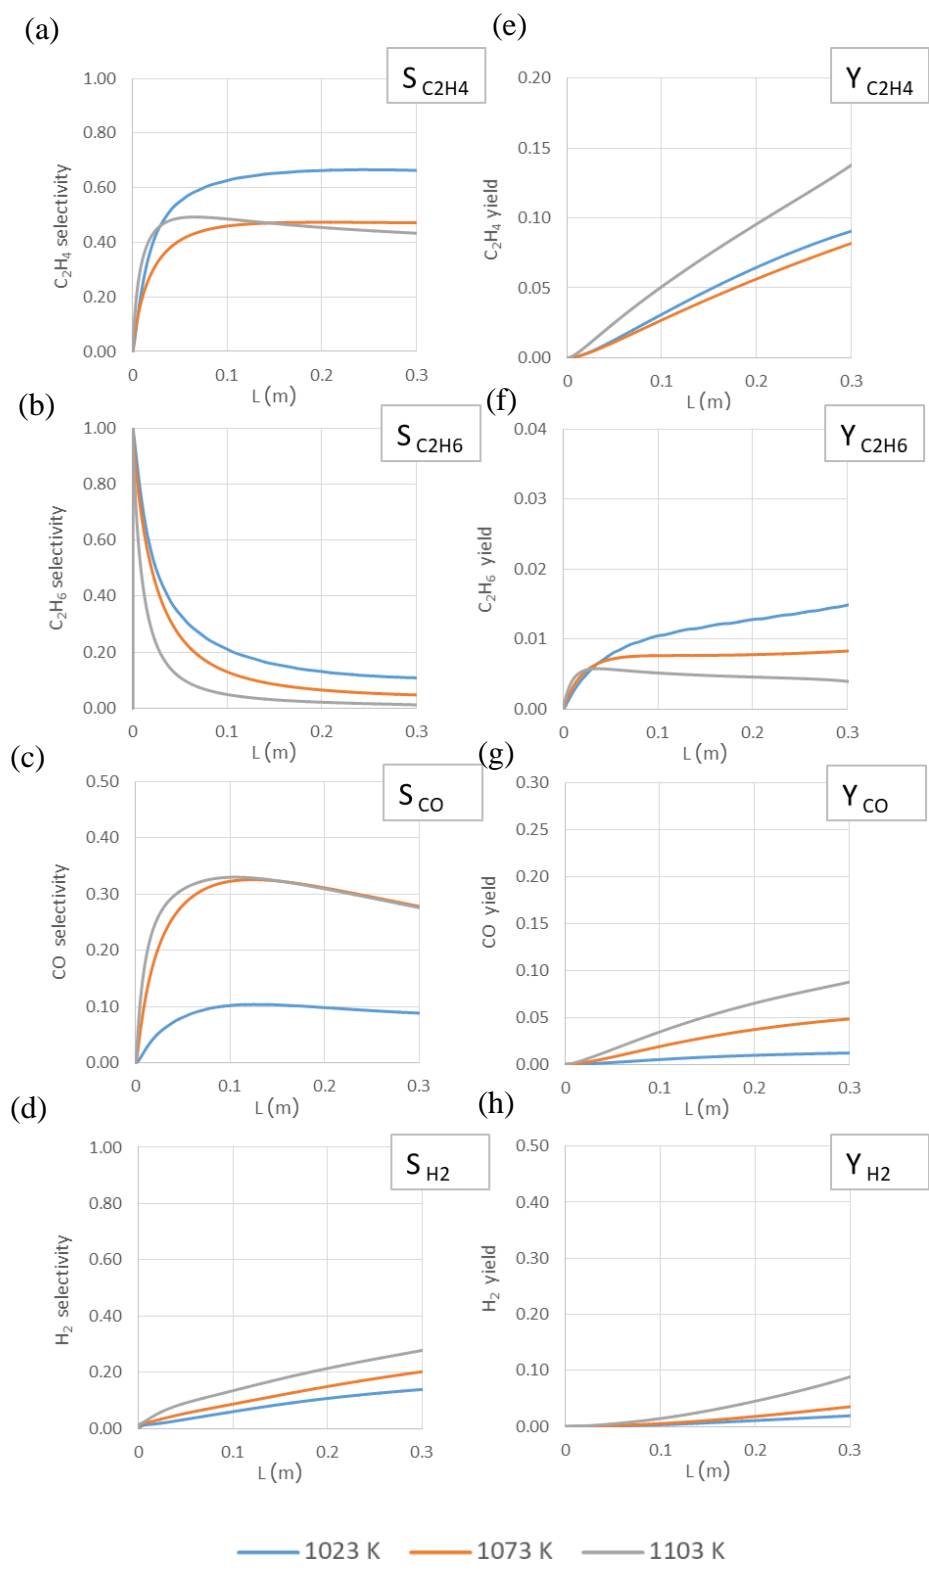 (a)
S C2H4
C2H4 selectivity
1.00
0.80
0.60
0.40
0.20
0.00
0
0.1
0.2
0.3
L (m)
(e)
Y C2H4
C2H4 yield
0.20
0.15
0.10
0.05
0.00
0
0.1
0.2
0.3
L (m)
(b)
S C2H6
C2H6 selectivity
1.00
0.80
0.60
0.40
0.20
0.00
0
0.1
0.2
0.3
L (m)
(f)
Y C2H6
C2H6 yield
0.04
0.03
0.02
0.01
0.00
0
0.1
0.2
0.3
L (m)
(c)
S CO
CO selectivity
0.50
0.40
0.30
0.20
0.10
0.00
0
0.1
0.2
0.3
L (m)
(g)
Y CO
CO yield
0.30
0.25
0.20
0.15
0.10
0.05
0.00
0
0.1
0.2
0.3
L (m)
(d)
S H2
H2 selectivity
1.00
0.80
0.60
0.40
0.20
0.00
0
0.1
0.2
0.3
L (m)
(h)
Y H2
H2 yield
0.50
0.40
0.30
0.20
0.10
0.00
0
0.1
0.2
0.3
L (m)
1023 K
1073 K
1103 K